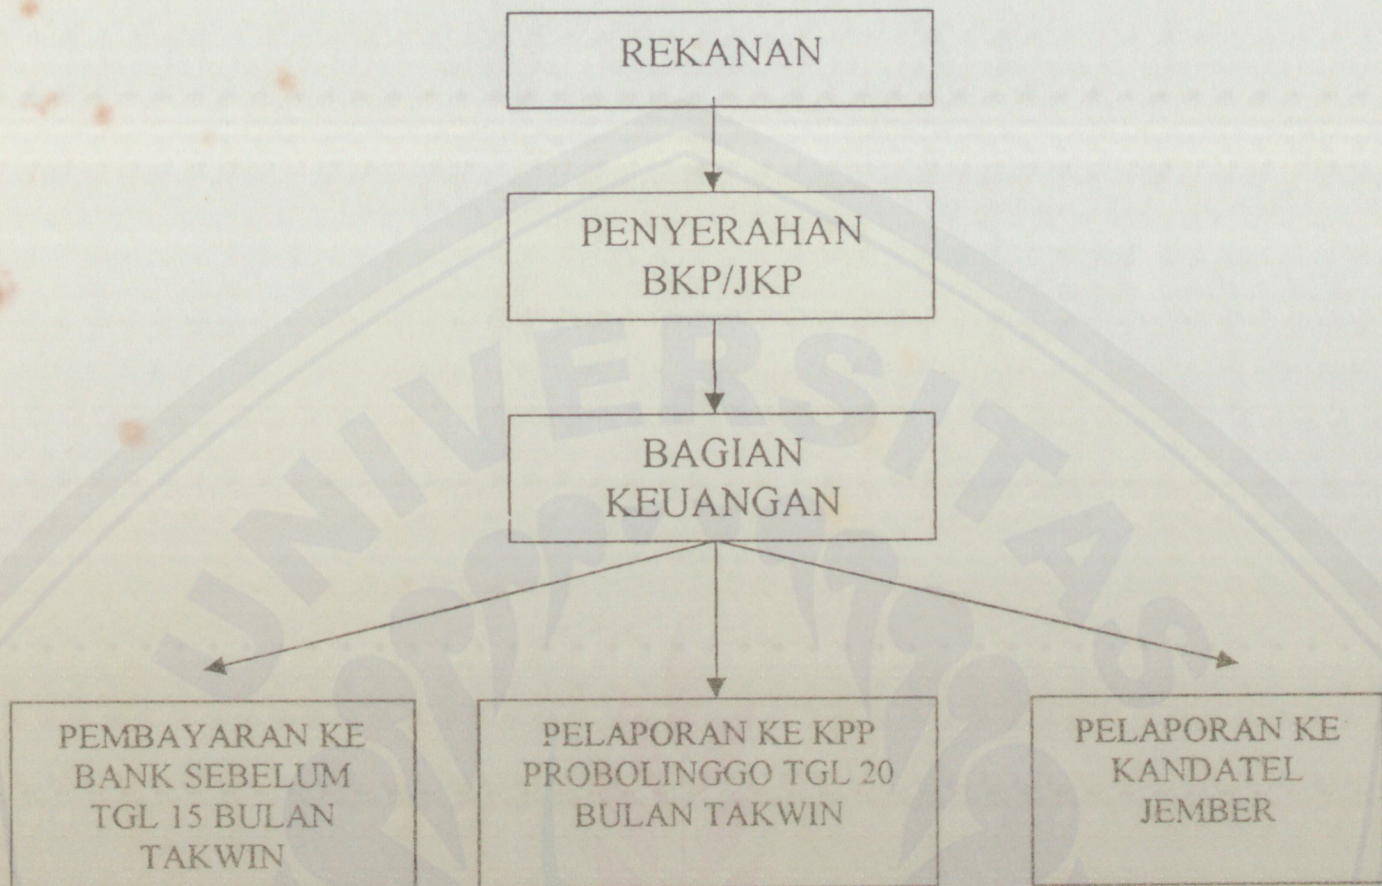 REKANAN
PENYERAHAN
BKP/JKP
BAGIAN
KEUANGAN
PEMBAYARAN KE
BANK SEBELUM
TGL 15 BULAN
TAKWIN
PELAPORAN KE KPP
PROBOLINGGO TGL 20
BULAN TAKWIN
PELAPORAN KE
KANDATEL
JEMBER
UNIVERSITAS